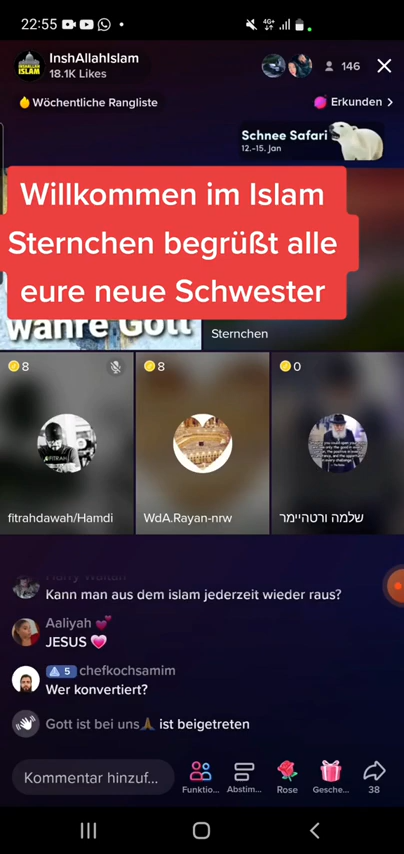 22:55
4G+
InshAllahIslam
18.1K Likes
146
Wöchentliche Rangliste
Erkunden >
Schnee Safari
12.-15. Jan
Willkommen im Islam
Sternchen begrüßt alle
eure neue Schwester
wahre Gott
Sternchen
8
8
0
FITRAH
fitrahdawah/Hamdi
WdA.Rayan-nrw
שלמה ורטהיימר
Kann man aus dem islam jederzeit wieder raus?
Aaliyah 💕
JESUS 💗
5 chefkochsamim
Wer konvertiert?
Gott ist bei uns🙏 ist beigetreten
Kommentar hinzuf...
Funktio...
Abstim...
Rose
Gesche...
38